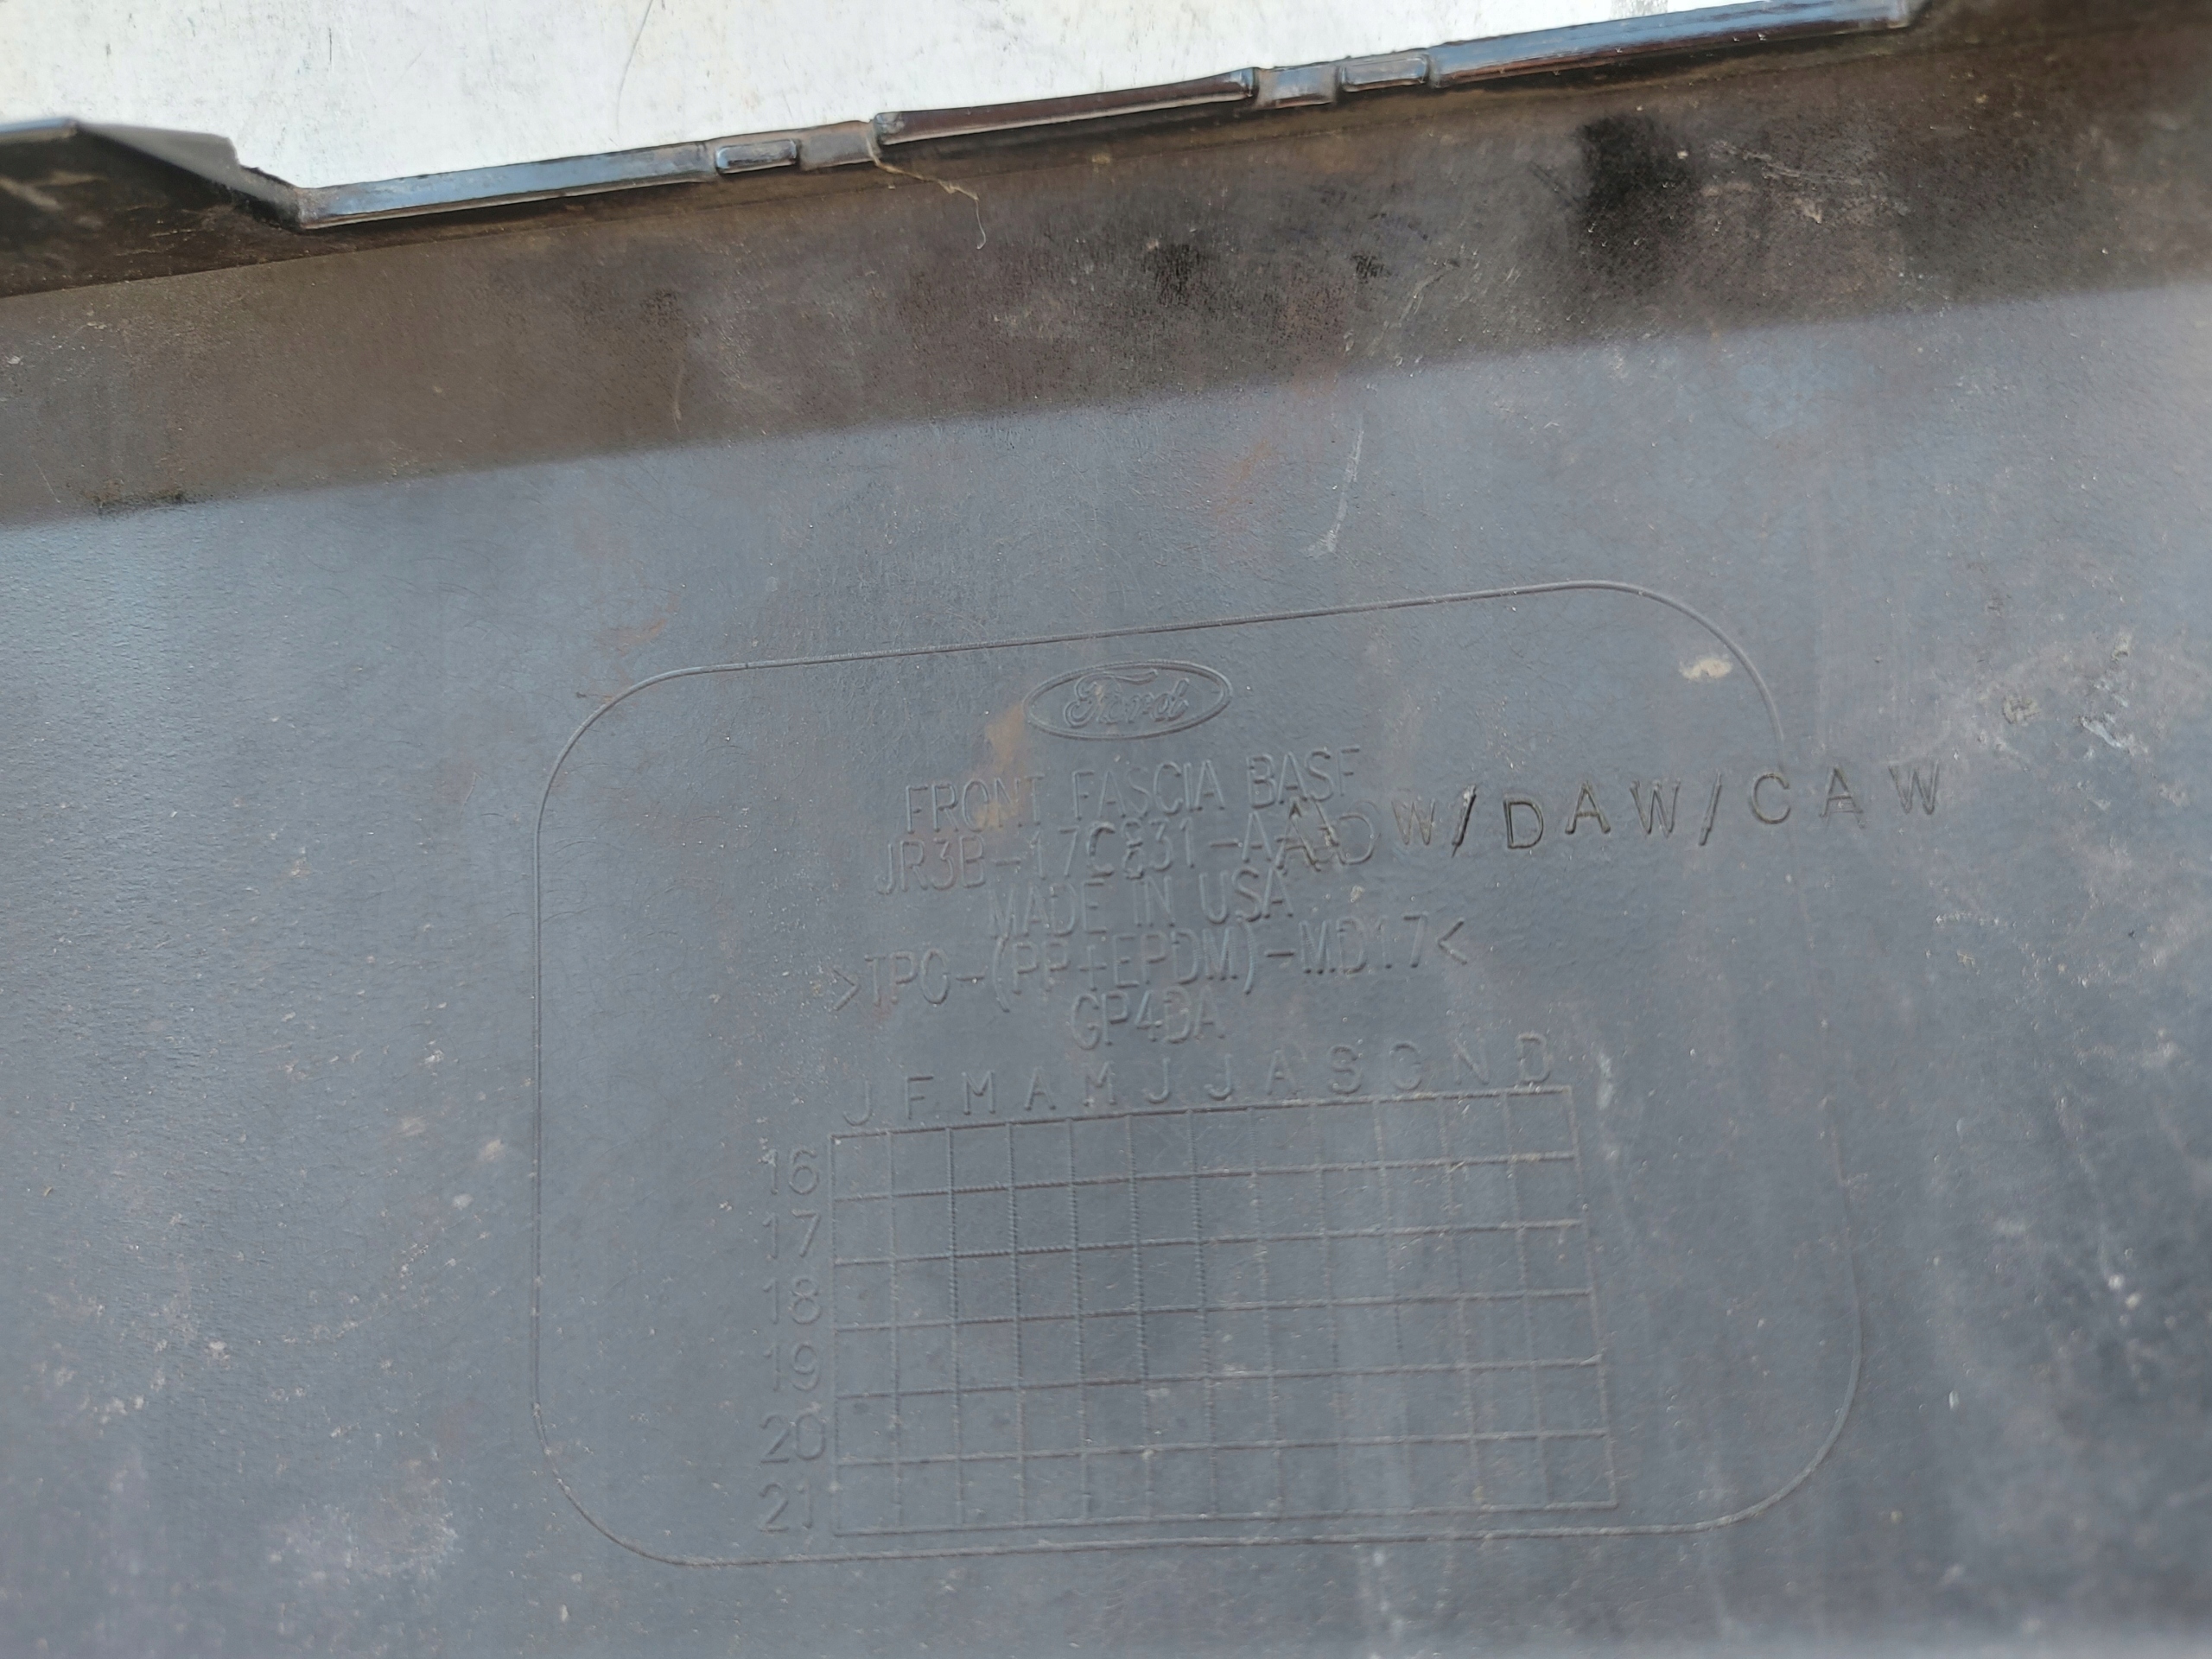 Ford
FRONT FASCIA BASE
JR3B-17C831-A W/DAW/CAW
MADE IN USA
>TPO-(PP+EPDM)-MD17<
GP4DA
J F M A M J J A S O N D
16
17
18
19
20
21